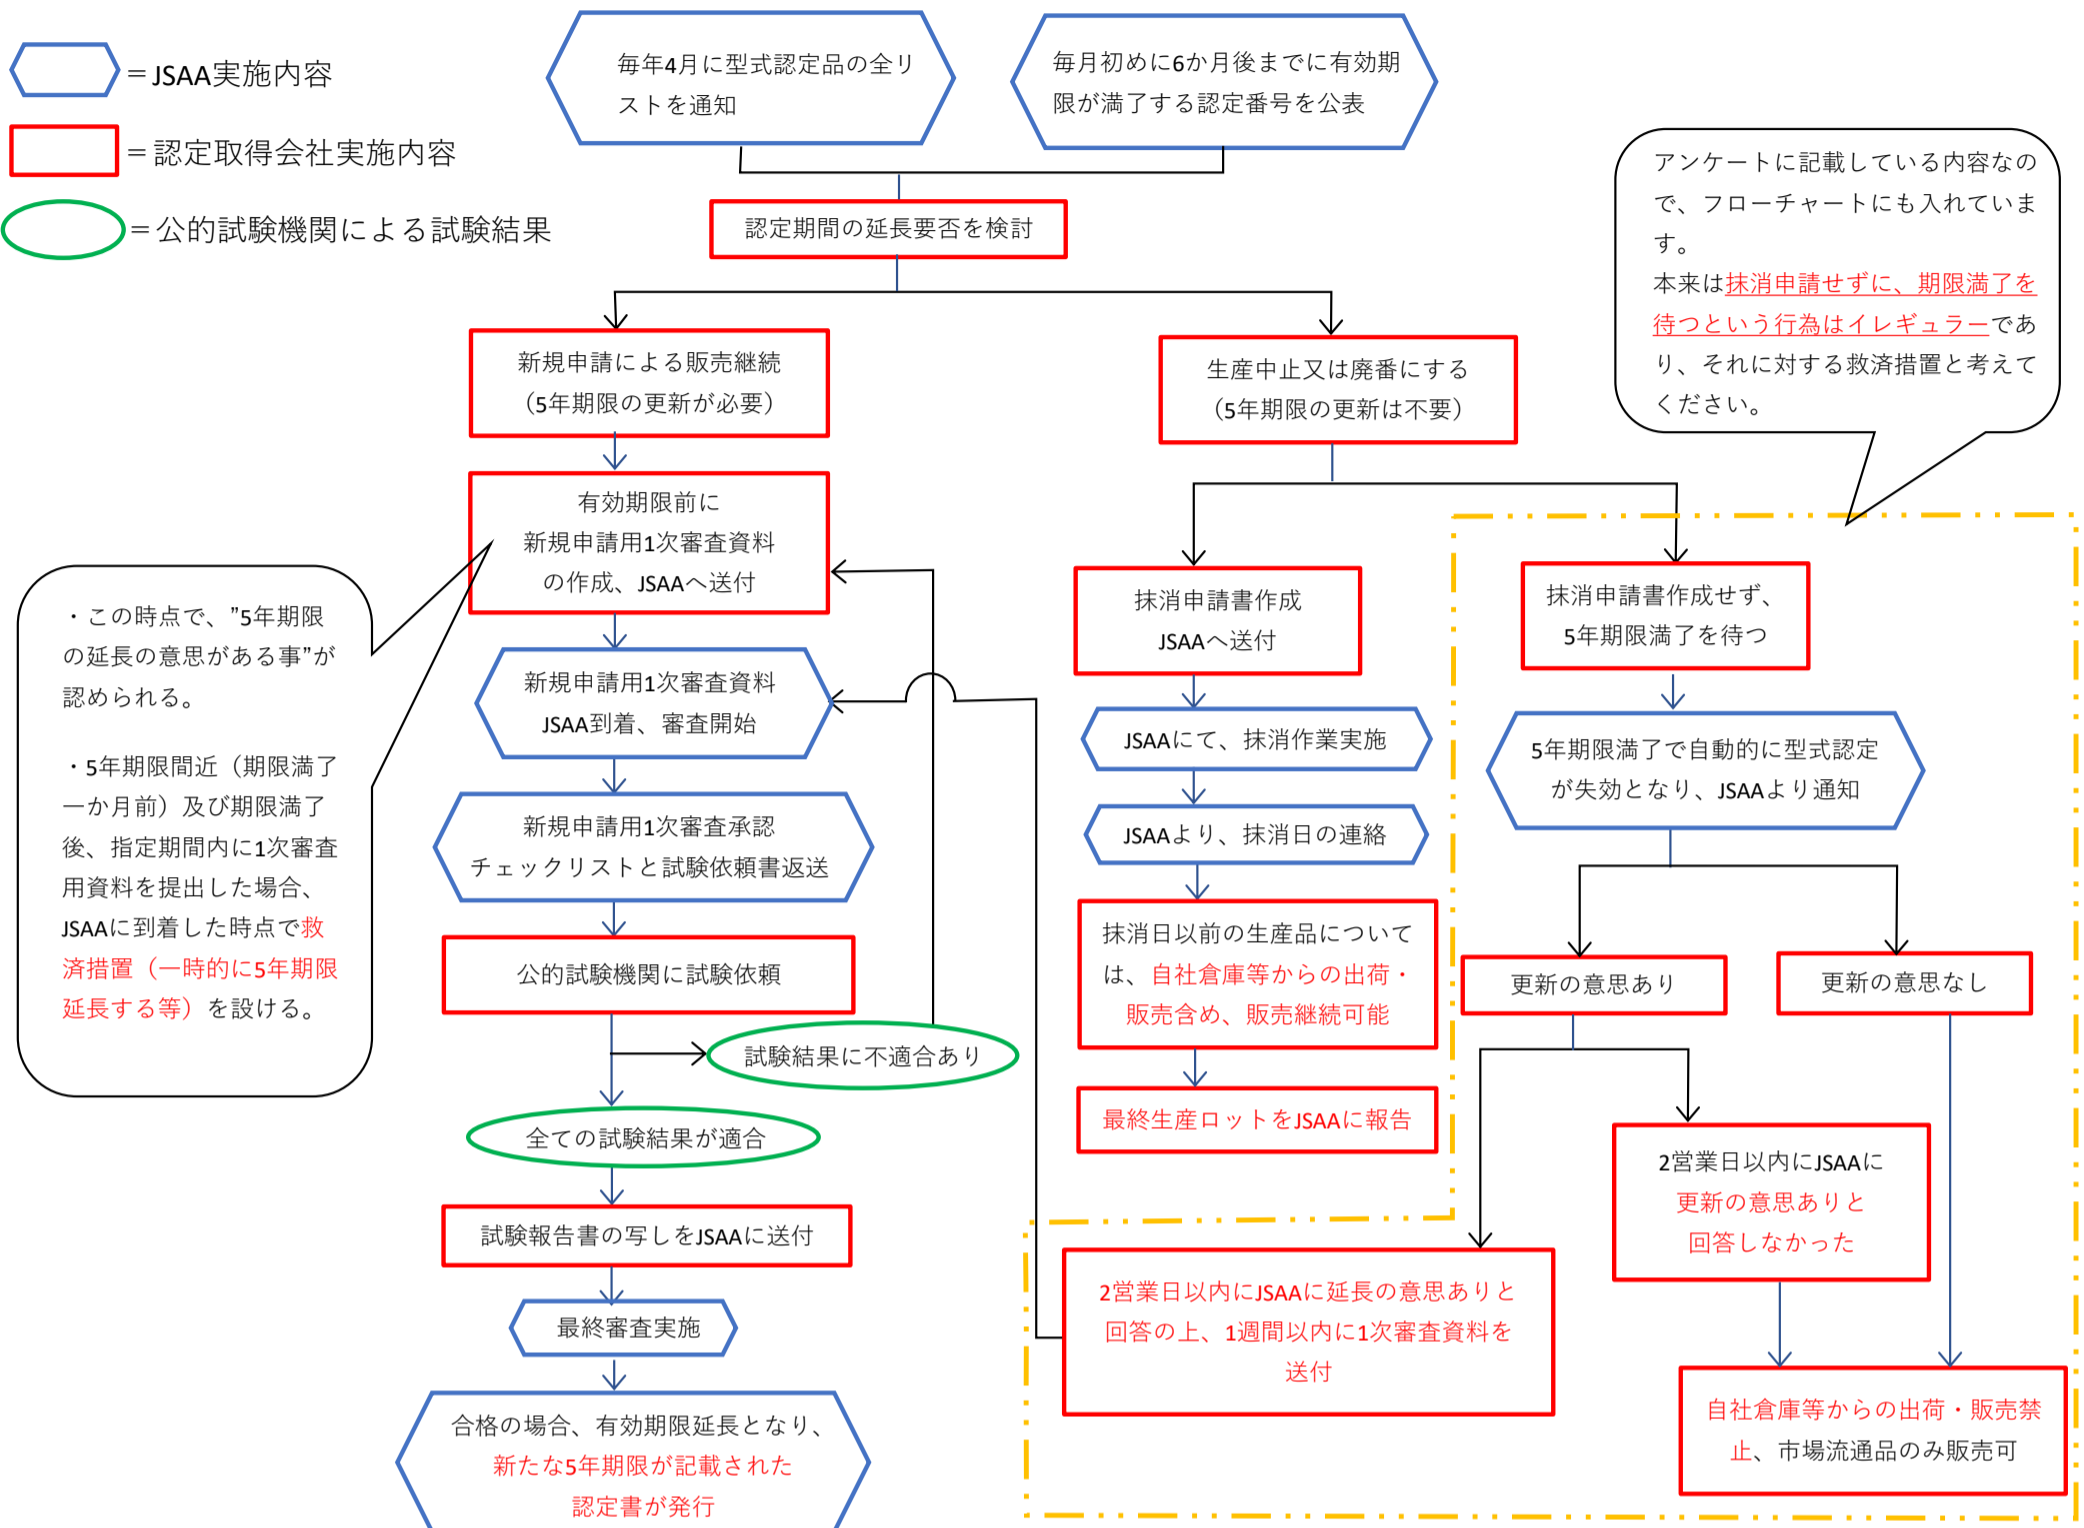 ＝JSAA実施内容
＝認定取得会社実施内容
＝公的試験機関による試験結果
毎年4月に型式認定品の全リ
ストを通知
毎月初めに6か月後までに有効期
限が満了する認定番号を公表
認定期間の延長要否を検討
アンケートに記載している内容なの
で、フローチャートにも入れていま
す。
本来は抹消申請せずに、期限満了を
待つという行為はイレギュラーであ
り、それに対する救済措置と考えて
ください。
新規申請による販売継続
（5年期限の更新が必要）
有効期限前に
新規申請用1次審査資料
の作成、JSAAへ送付
・この時点で、”5年期限
の延長の意思がある事”が
認められる。
・5年期限間近（期限満了
一か月前）及び期限満了
後、指定期間内に1次審査
用資料を提出した場合、
JSAAに到着した時点で救
済措置（一時的に5年期限
延長する等）を設ける。
新規申請用1次審査資料
JSAA到着、審査開始
新規申請用1次審査承認
チェックリストと試験依頼書返送
公的試験機関に試験依頼
試験結果に不適合あり
全ての試験結果が適合
試験報告書の写しをJSAAに送付
最終審査実施
合格の場合、有効期限延長となり、
新たな5年期限が記載された
認定書が発行
生産中止又は廃番にする
（5年期限の更新は不要）
抹消申請書作成
JSAAへ送付
JSAAにて、抹消作業実施
JSAAより、抹消日の連絡
抹消日以前の生産品について
は、自社倉庫等からの出荷・
販売含め、販売継続可能
最終生産ロットをJSAAに報告
抹消申請書作成せず、
5年期限満了を待つ
5年期限満了で自動的に型式認定
が失効となり、JSAAより通知
更新の意思あり
更新の意思なし
2営業日以内にJSAAに
更新の意思ありと
回答しなかった
2営業日以内にJSAAに延長の意思ありと
回答の上、1週間以内に1次審査資料を
送付
自社倉庫等からの出荷・販売禁
止、市場流通品のみ販売可